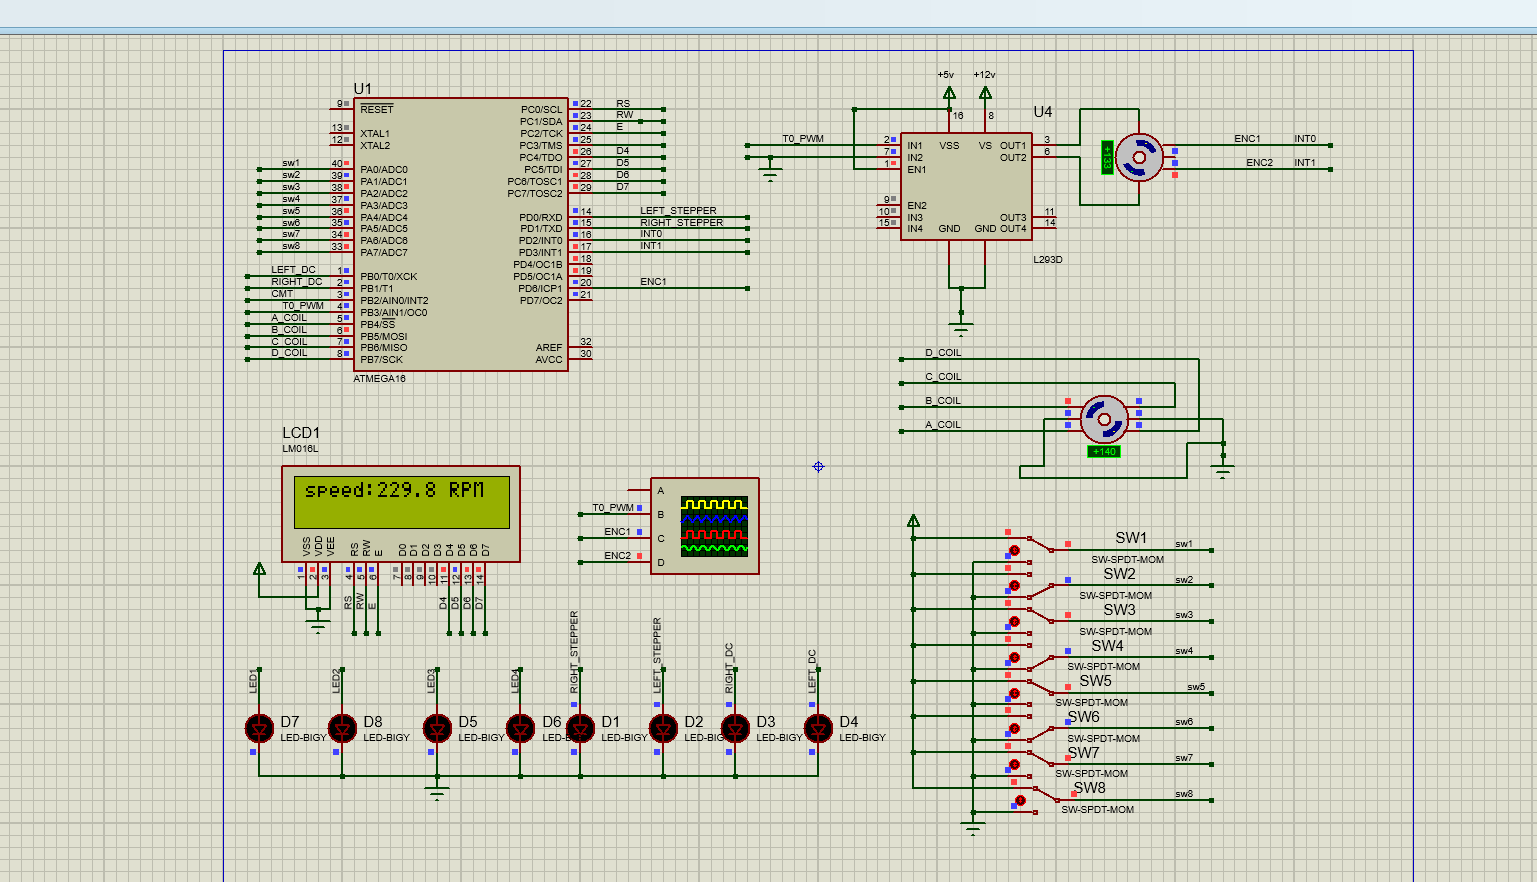 U1
9 RESET
13 XTAL1
12 XTAL2
sw1 40 PA0/ADC0
sw2 39 PA1/ADC1
sw3 38 PA2/ADC2
sw4 37 PA3/ADC3
sw5 36 PA4/ADC4
sw6 35 PA5/ADC5
sw7 34 PA6/ADC6
sw8 33 PA7/ADC7
LEFT_DC 1 PB0/T0/XCK
RIGHT_DC 2 PB1/T1
CMT 3 PB2/AIN0/INT2
T0_PWM 4 PB3/AIN1/OC0
A_COIL 5 PB4/SS
B_COIL 6 PB5/MOSI
C_COIL 7 PB6/MISO
D_COIL 8 PB7/SCK
PC0/SCL 22 RS
PC1/SDA 23 RW
PC2/TCK 24 E
PC3/TMS 25
PC4/TDO 26 D4
PC5/TDI 27 D5
PC6/TOSC1 28 D6
PC7/TOSC2 29 D7
PD0/RXD 14 LEFT_STEPPER
PD1/TXD 15 RIGHT_STEPPER
PD2/INT0 16 INT0
PD3/INT1 17 INT1
PD4/OC1B 18
PD5/OC1A 19
PD6/ICP1 20 ENC1
PD7/OC2 21
AREF 32
AVCC 30
ATMEGA16
+5v +12v
U4
16 8
T0_PWM 2 IN1 VSS VS OUT1 3
7 IN2 OUT2 6
1 EN1
9 EN2
10 IN3 OUT3 11
15 IN4 GND GND OUT4 14
L293D
ENC1 INT0
ENC2 INT1
D_COIL
C_COIL
B_COIL
A_COIL
+140
LCD1
LM016L
speed:229.8 RPM
VSS VDD VEE RS RW E D0 D1 D2 D3 D4 D5 D6 D7
1 2 3 4 5 6 7 8 9 10 11 12 13 14
RS RW E D4 D5 D6 D7
A
T0_PWM B
ENC1 C
ENC2 D
SW1 sw1
SW-SPDT-MOM
SW2 sw2
SW-SPDT-MOM
SW3 sw3
SW-SPDT-MOM
SW4 sw4
SW-SPDT-MOM
SW5 sw5
SW-SPDT-MOM
SW6 sw6
SW-SPDT-MOM
SW7 sw7
SW-SPDT-MOM
SW8 sw8
SW-SPDT-MOM
LED1 LED2 LED3 LED4 RIGHT_STEPPER LEFT_STEPPER RIGHT_DC LEFT_DC
D7 D8 D5 D6 D1 D2 D3 D4
LED-BIGY LED-BIGY LED-BIGY LED-B LED-BIGY LED-BIG LED-BIGY LED-BIGY